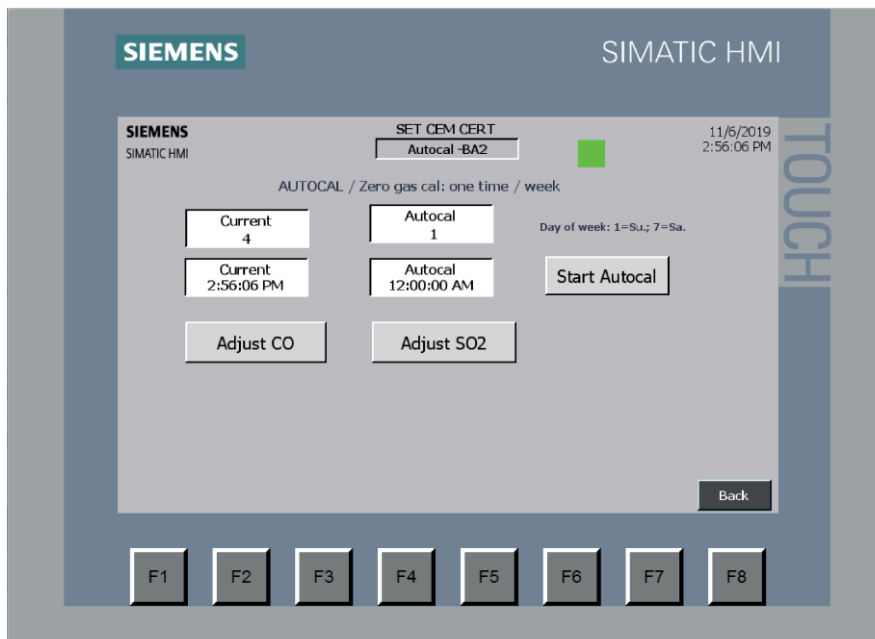 SIEMENS
SIMATIC HMI
TOUCH
SIEMENS
SIMATIC HMI
SET CEM CERT
Autocal -BA2
11/6/2019
2:56:06 PM
AUTOCAL / Zero gas cal: one time / week
Current
4
Autocal
1
Day of week: 1=Su.; 7=Sa.
Current
2:56:06 PM
Autocal
12:00:00 AM
Start Autocal
Adjust CO
Adjust SO2
Back
F1
F2
F3
F4
F5
F6
F7
F8